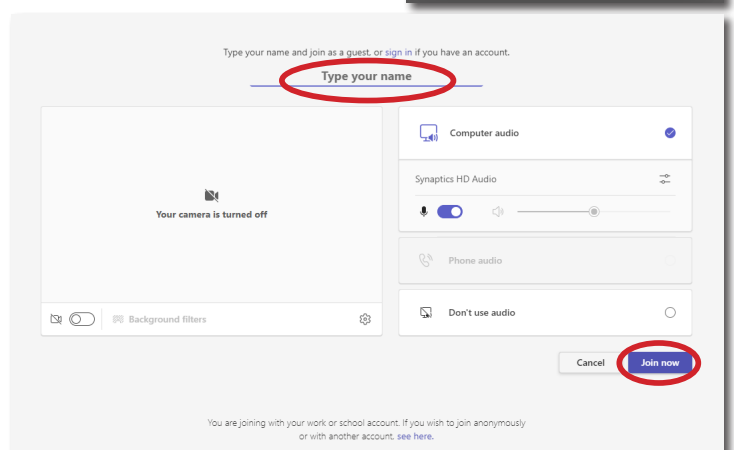 Type your name and join as a guest, or sign in if you have an account.
Type your name
Computer audio
Synaptics HD Audio
Your camera is turned off
Phone audio
Background filters
Don't use audio
Cancel
Join now
You are joining with your work or school account. If you wish to join anonymously
or with another account, see here.